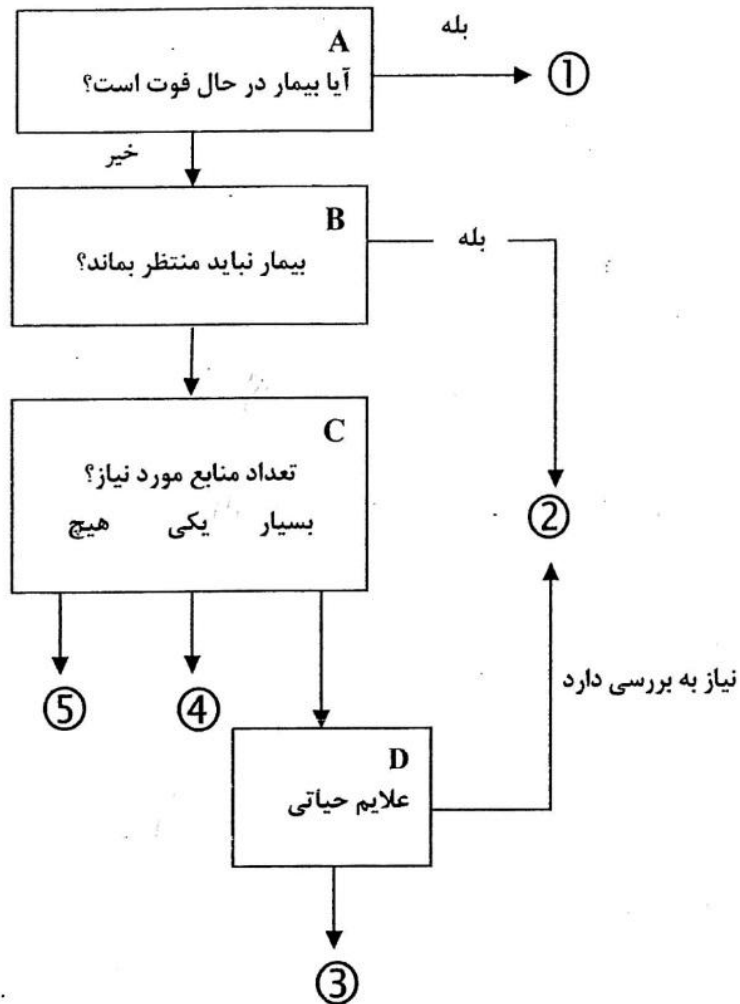 بله
A
آیا بیمار در حال فوت است؟
①
خیر
B
بیمار نباید منتظر بماند؟
بله
C
تعداد منابع مورد نیاز؟
بسیار یکی هیچ
②
نیاز به بررسی دارد
⑤ ④
D
علایم حیاتی
③